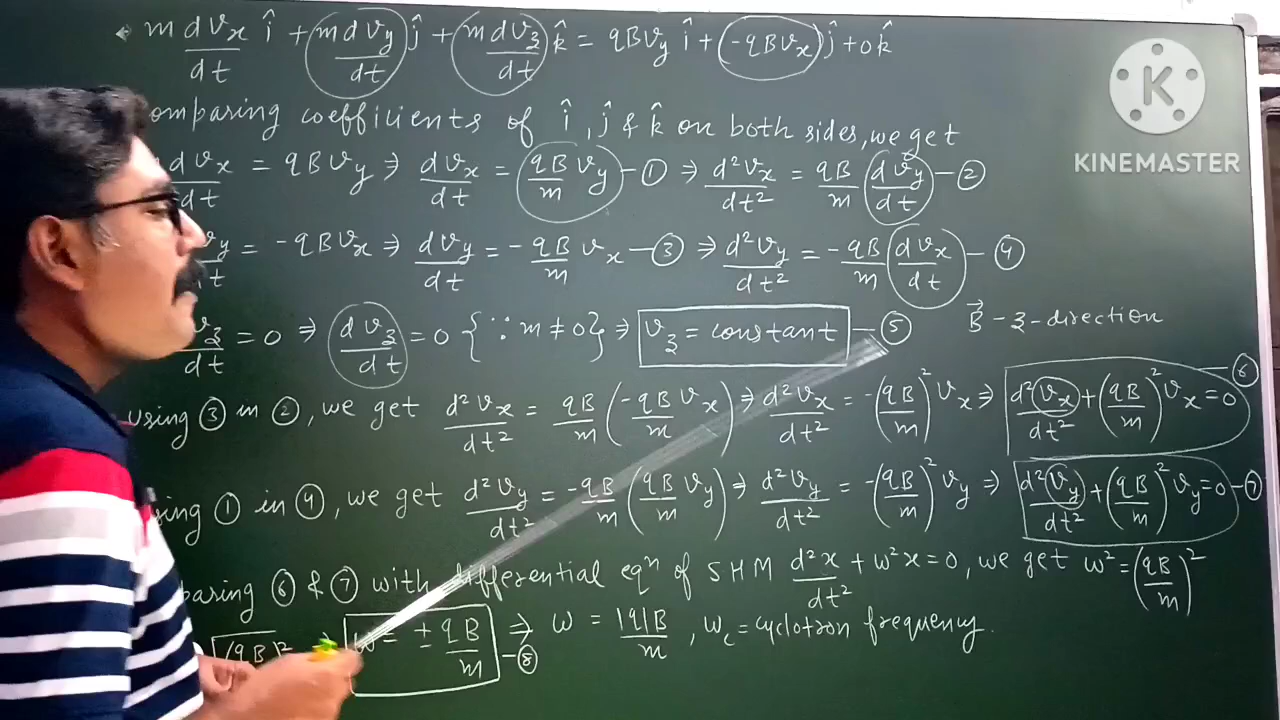 m dvx/dt î + m dvy/dt ĵ + m dvz/dt k̂ = qBvy î + (-qBvx) ĵ + 0 k̂
omparing coefficients of î, ĵ & k̂ on both sides, we get
dvx/dt = qBvy ⇒ dvx/dt = qB/m vy - ① ⇒ d²vx/dt² = qB/m dvy/dt - ②
vy/dt = -qBvx ⇒ dvy/dt = -qB/m vx - ③ ⇒ d²vy/dt² = -qB/m dvx/dt - ④
vz/dt = 0 ⇒ dvz/dt = 0 {∵ m ≠ 0} ⇒ vz = constant - ⑤ B⃗ - z-direction
using ③ in ②, we get d²vx/dt² = qB/m (-qB/m vx) ⇒ d²vx/dt² = -(qB/m)² vx ⇒ d²vx/dt² + (qB/m)² vx = 0 - ⑥
sing ① in ④, we get d²vy/dt² = -qB/m (qB/m vy) ⇒ d²vy/dt² = -(qB/m)² vy ⇒ d²vy/dt² + (qB/m)² vy = 0 - ⑦
paring ⑥ & ⑦ with differential eqⁿ of SHM d²x/dt² + w²x = 0, we get w² = (qB/m)²
w = ± qB/m - ⑧ ⇒ w = |q|B/m, wc = cyclotron frequency.
K
KINEMASTER